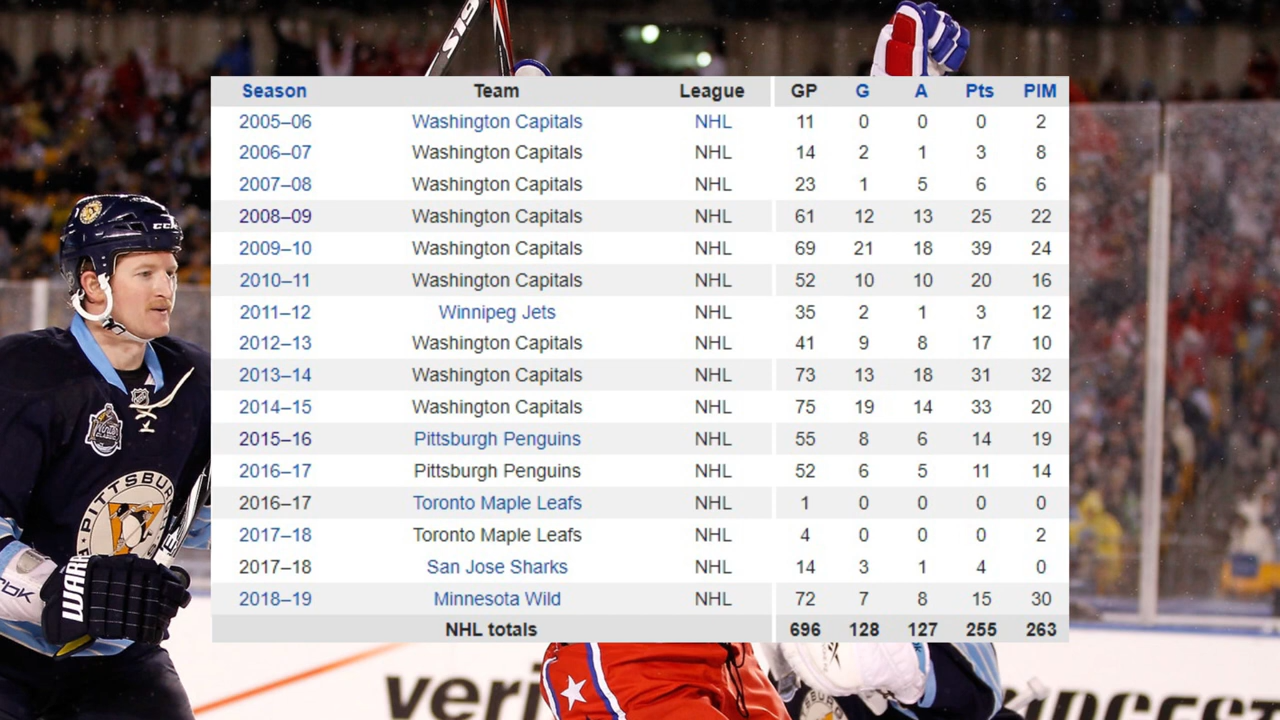 S19
Season Team League GP G A Pts PIM
2005–06 Washington Capitals NHL 11 0 0 0 2
2006–07 Washington Capitals NHL 14 2 1 3 8
2007–08 Washington Capitals NHL 23 1 5 6 6
2008–09 Washington Capitals NHL 61 12 13 25 22
2009–10 Washington Capitals NHL 69 21 18 39 24
2010–11 Washington Capitals NHL 52 10 10 20 16
2011–12 Winnipeg Jets NHL 35 2 1 3 12
2012–13 Washington Capitals NHL 41 9 8 17 10
2013–14 Washington Capitals NHL 73 13 18 31 32
2014–15 Washington Capitals NHL 75 19 14 33 20
2015–16 Pittsburgh Penguins NHL 55 8 6 14 19
2016–17 Pittsburgh Penguins NHL 52 6 5 11 14
2016–17 Toronto Maple Leafs NHL 1 0 0 0 0
2017–18 Toronto Maple Leafs NHL 4 0 0 0 2
2017–18 San Jose Sharks NHL 14 3 1 4 0
2018–19 Minnesota Wild NHL 72 7 8 15 30
NHL totals 696 128 127 255 263
PITTSBUR
WARR
veri